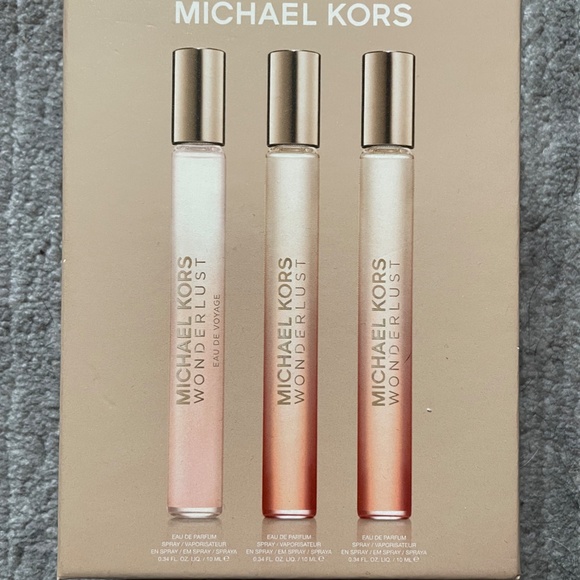 MICHAEL KORS
MICHAEL KORS
WONDERLUST
EAU DE VOYAGE
MICHAEL KORS
WONDERLUST
MICHAEL KORS
WONDERLUST
EAU DE PARFUM
SPRAY / VAPORISATEUR
EN SPRAY / EM SPRAY / SPRAYA
0.34 FL. OZ. LIQ. / 10 ML ℮
EAU DE PARFUM
SPRAY / VAPORISATEUR
EN SPRAY / EM SPRAY / SPRAYA
0.34 FL. OZ. LIQ. / 10 ML ℮
EAU DE PARFUM
SPRAY / VAPORISATEUR
EN SPRAY / EM SPRAY / SPRAYA
0.34 FL. OZ. LIQ. / 10 ML ℮